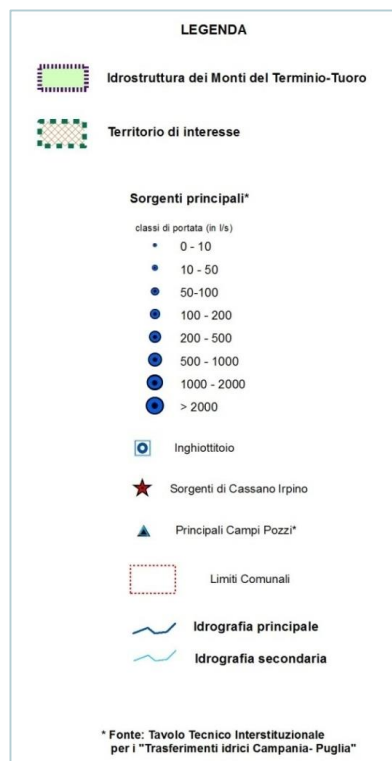 LEGENDA
Idrostruttura dei Monti del Terminio-Tuoro
Territorio di interesse
Sorgenti principali*
classi di portata (in l/s)
0 - 10
10 - 50
50-100
100 - 200
200 - 500
500 - 1000
1000 - 2000
> 2000
Inghiottitoio
Sorgenti di Cassano Irpino
Principali Campi Pozzi*
Limiti Comunali
Idrografia principale
Idrografia secondaria
* Fonte: Tavolo Tecnico Interstituzionale
per i "Trasferimenti idrici Campania- Puglia"